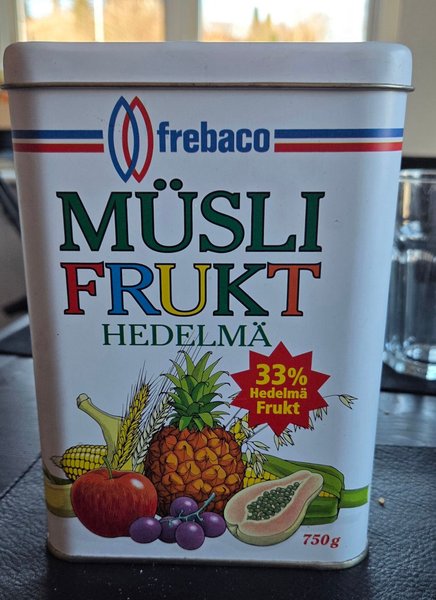 frebaco
MÜSLI
FRUKT
HEDELMÄ
33%
Hedelmä
Frukt
750g